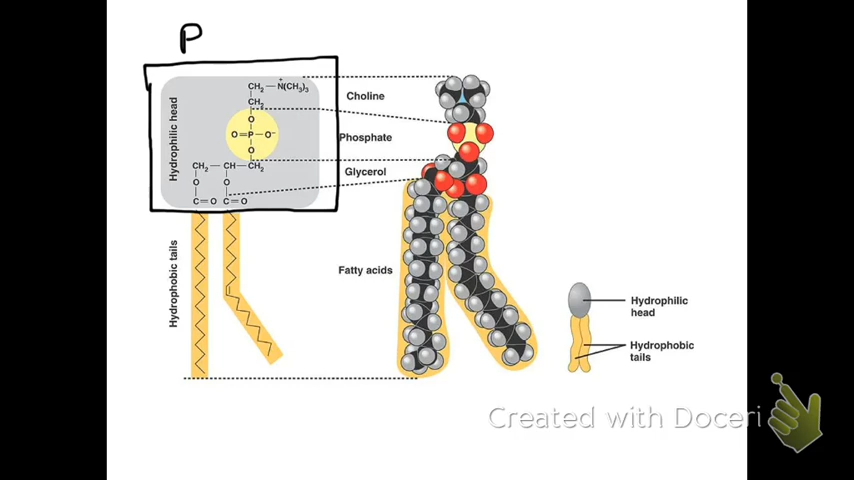 P
Hydrophilic head
CH₂—N⁺(CH₃)₃
CH₂
O
O=P—O⁻
O
CH₂—CH—CH₂
O O
C=O C=O
Choline
Phosphate
Glycerol
Hydrophobic tails
Fatty acids
Hydrophilic
head
Hydrophobic
tails
Created with Doceri